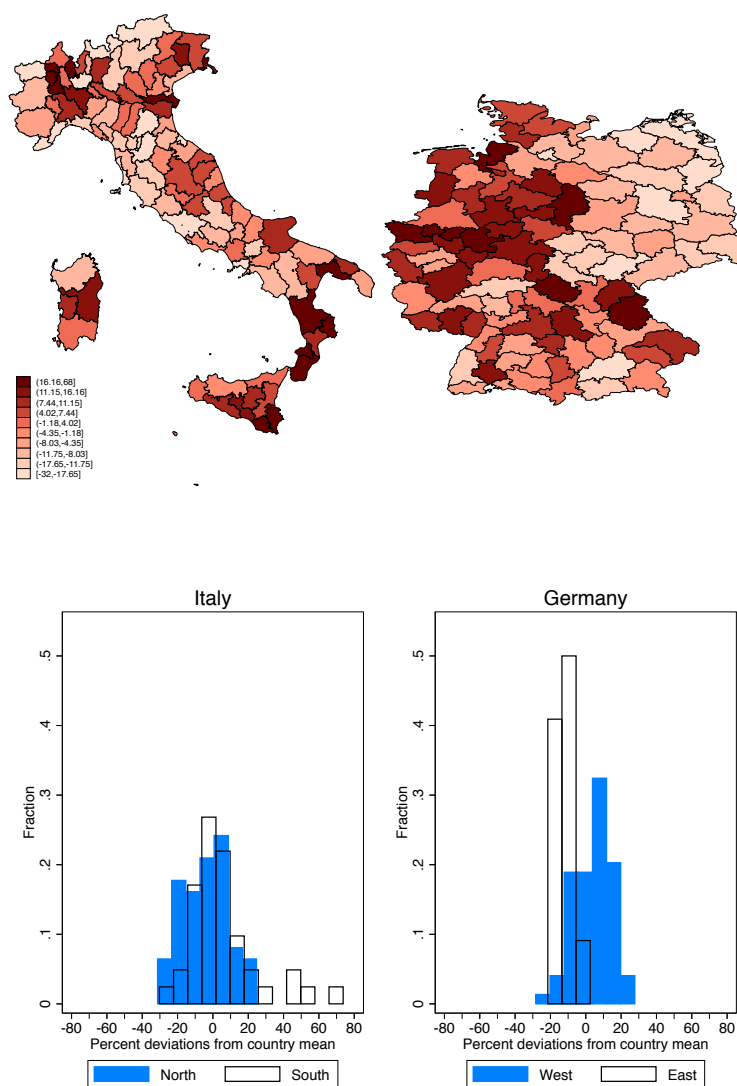 (16.16,68]
(11.15,16.16]
(7.44,11.15]
(4.02,7.44]
(-1.18,4.02]
(-4.35,-1.18]
(-8.03,-4.35]
(-11.75,-8.03]
(-17.65,-11.75]
[-32,-17.65]
Italy
Fraction
.5
.4
.3
.2
.1
0
-80 -60 -40 -20 0 20 40 60 80
Percent deviations from country mean
North South
Germany
Fraction
.5
.4
.3
.2
.1
0
-80 -60 -40 -20 0 20 40 60 80
Percent deviations from country mean
West East